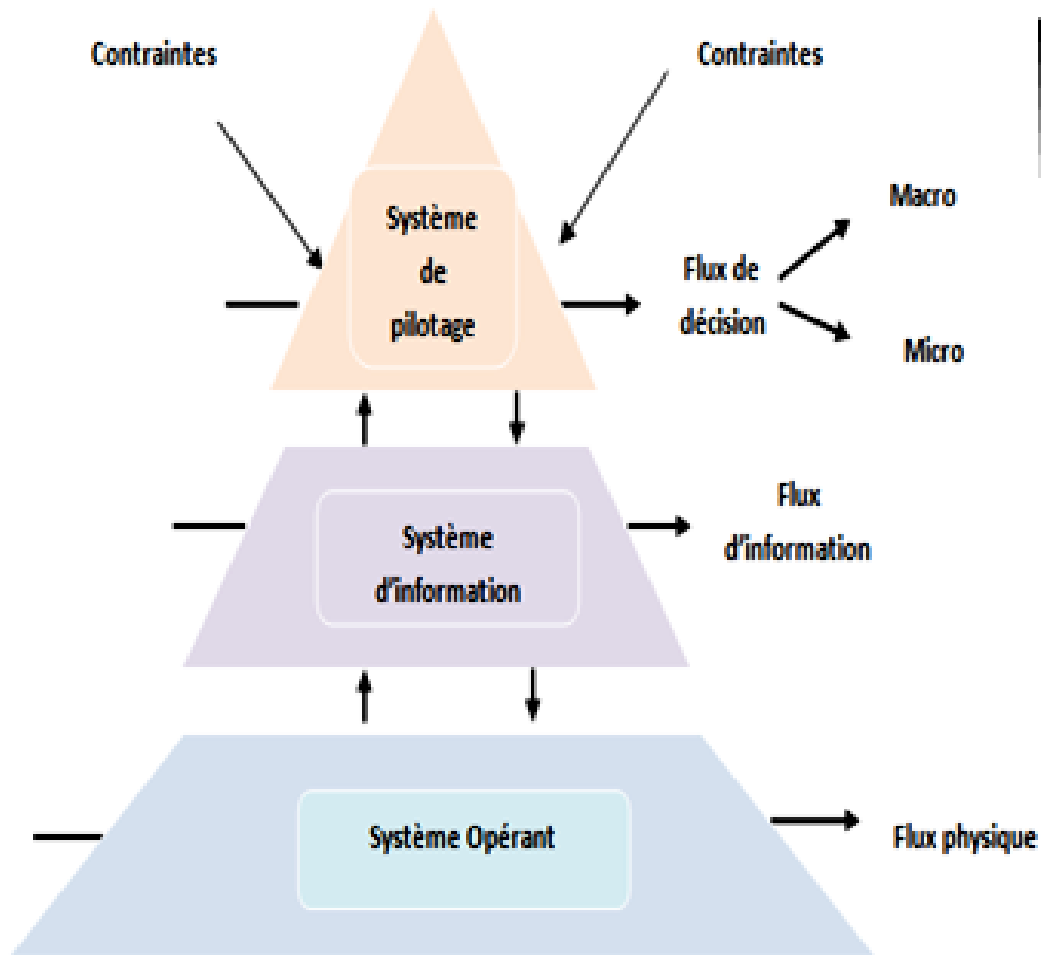 Contraintes
Contraintes
Macro
Système
de
pilotage
Flux de
décision
Micro
Flux
d'information
Système
d'information
Système Opérant
Flux physique